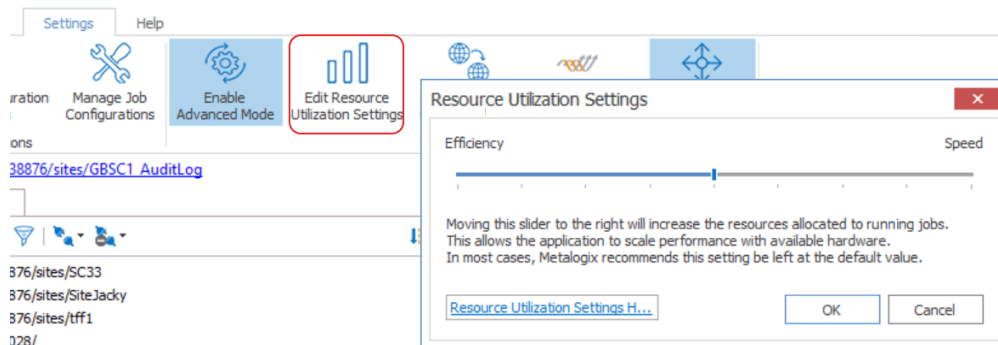 Settings Help
Manage Job
Configurations
Enable
Advanced Mode
Edit Resource
Utilization Settings
ons
38876/sites/GBSC1_AuditLog
Resource Utilization Settings
Efficiency Speed
Moving this slider to the right will increase the resources allocated to running jobs.
This allows the application to scale performance with available hardware.
In most cases, Metalogix recommends this setting be left at the default value.
Resource Utilization Settings H...
OK Cancel
876/sites/SC33
876/sites/SiteJacky
876/sites/tff1
028/